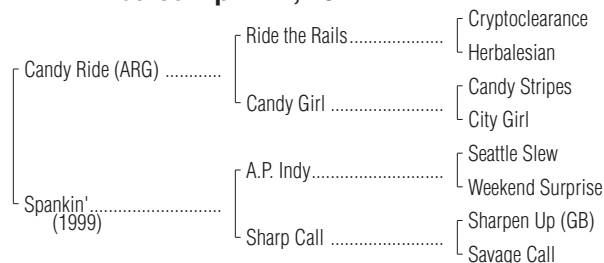 Cryptoclearance
Ride the Rails.....................
Herbalesian
Candy Ride (ARG) ............
Candy Stripes
Candy Girl .........................
City Girl
Seattle Slew
A.P. Indy.............................
Weekend Surprise
Spankin'.............................
(1999)
Sharpen Up (GB)
Sharp Call .........................
Savage Call